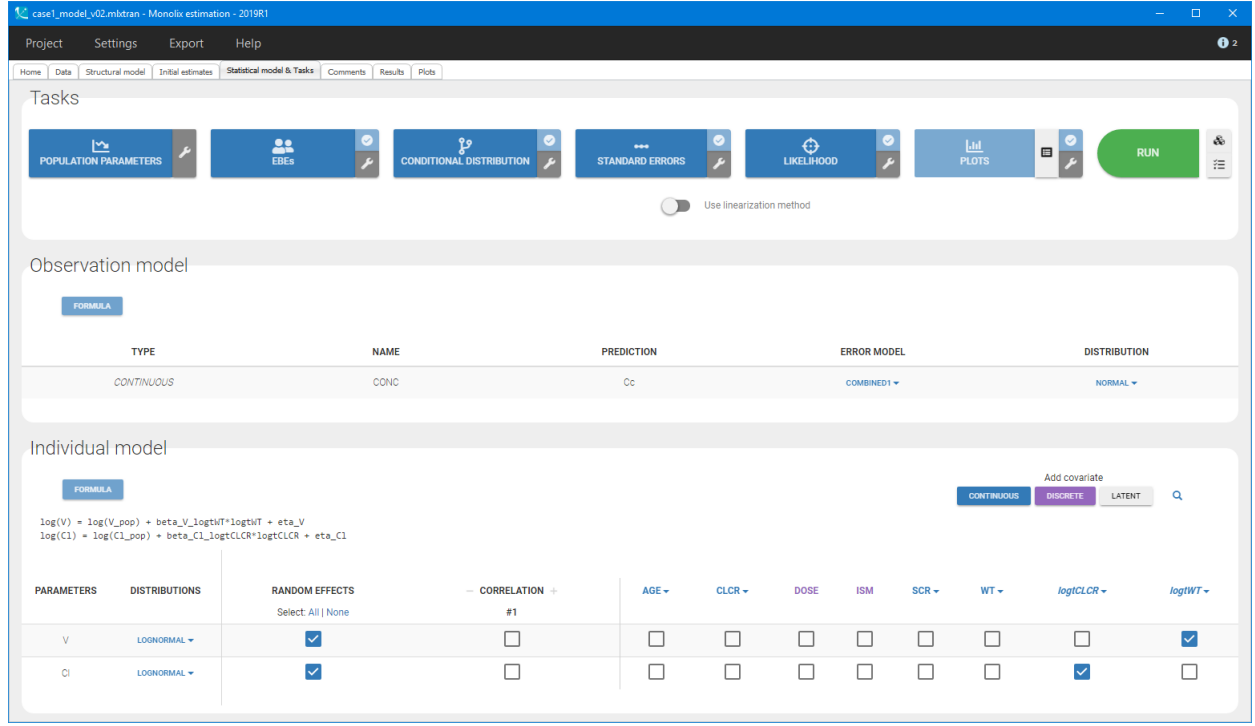 case1_model_v02.mlxtran - Monolix estimation - 2019R1
Project Settings Export Help 2
Home Data Structural model Initial estimates Statistical model & Tasks Comments Results Plots
Tasks
POPULATION PARAMETERS EBEs CONDITIONAL DISTRIBUTION STANDARD ERRORS LIKELIHOOD PLOTS RUN
Use linearization method
Observation model
FORMULA
TYPE NAME PREDICTION ERROR MODEL DISTRIBUTION
CONTINUOUS CONC Cc COMBINED1 NORMAL
Individual model
Add covariate
FORMULA CONTINUOUS DISCRETE LATENT
log(V) = log(V_pop) + beta_V_logtWT*logtWT + eta_V
log(Cl) = log(Cl_pop) + beta_Cl_logtCLCR*logtCLCR + eta_Cl
PARAMETERS DISTRIBUTIONS RANDOM EFFECTS − CORRELATION + AGE CLCR DOSE ISM SCR WT logtCLCR logtWT
Select: All | None #1
V LOGNORMAL
Cl LOGNORMAL